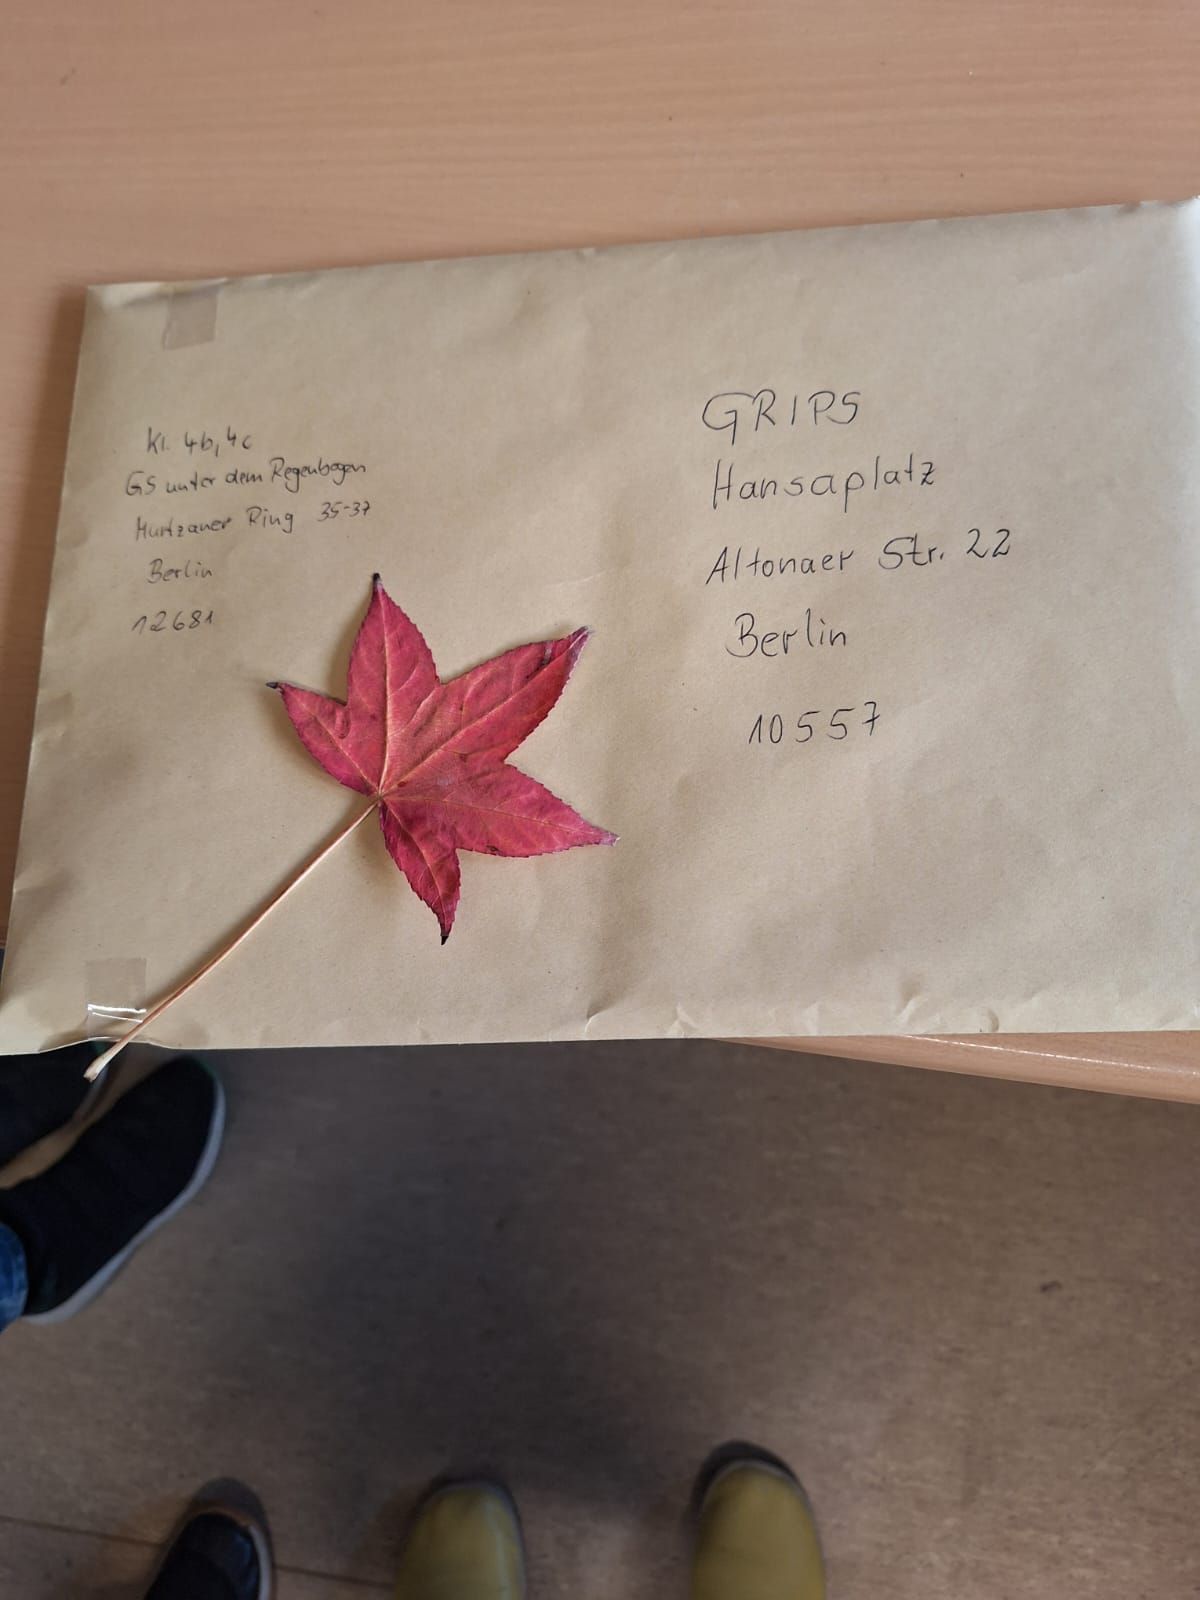 Kl. 4b, 4c
GS unter dem Regenbogen
Murtzaner Ring 35-37
Berlin
12681
GRIPS
Hansaplatz
Altonaer Str. 22
Berlin
10557